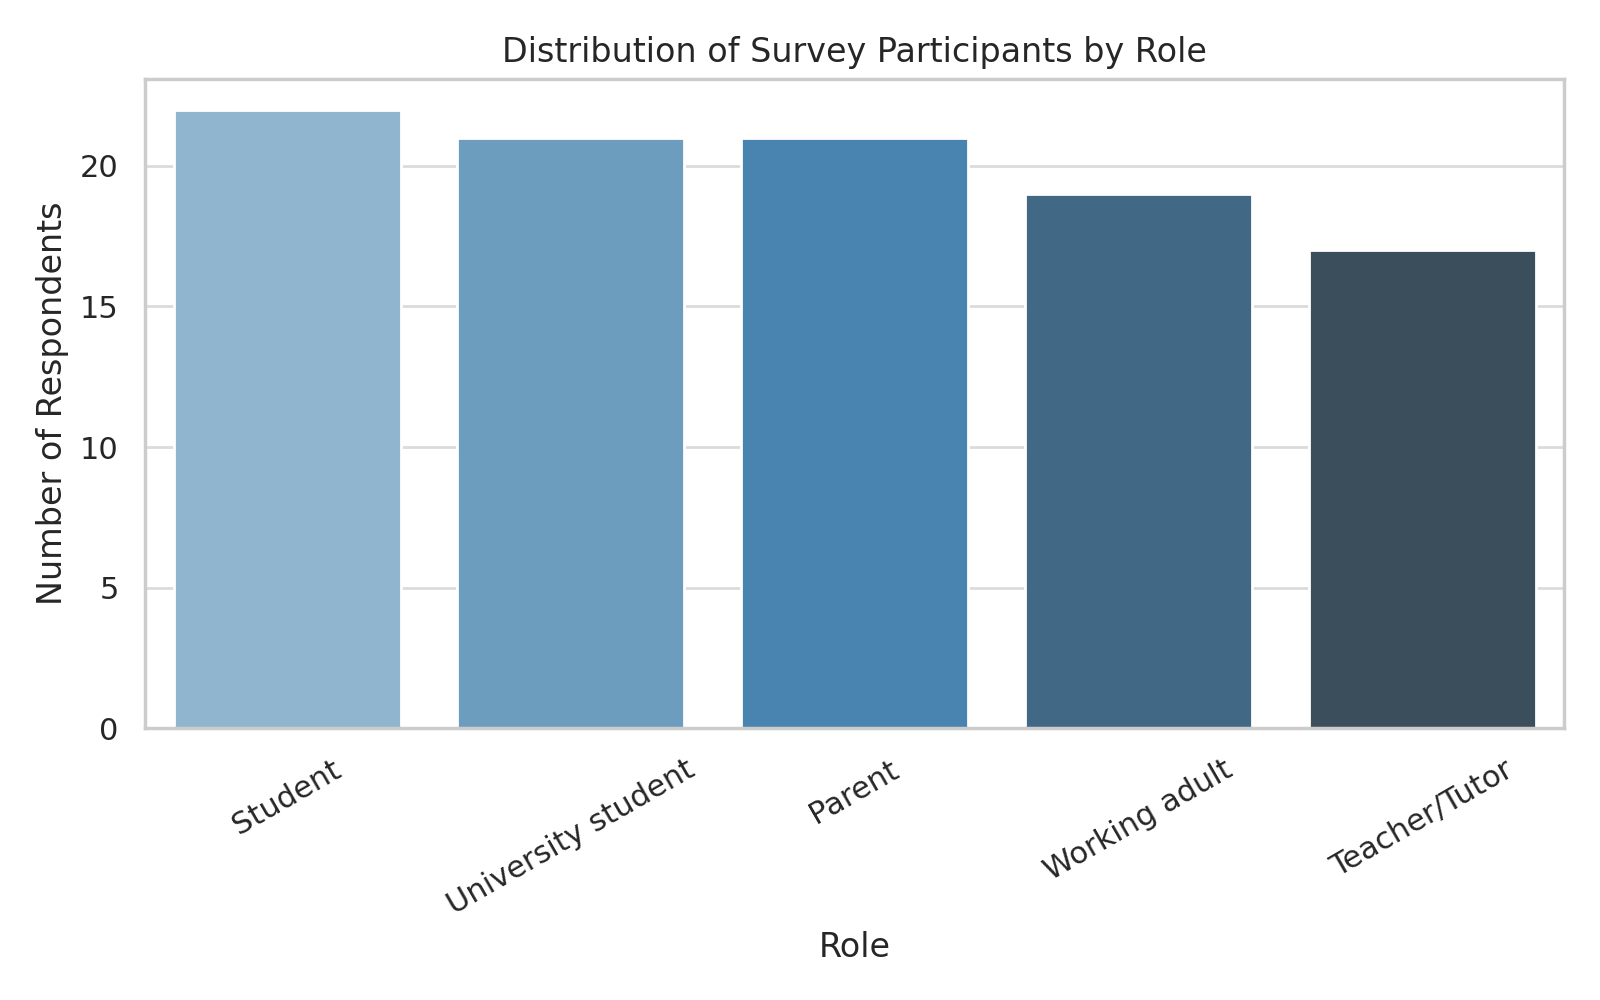 Distribution of Survey Participants by Role
Number of Respondents
20
15
10
5
0
Student
University student
Parent
Working adult
Teacher/Tutor
Role